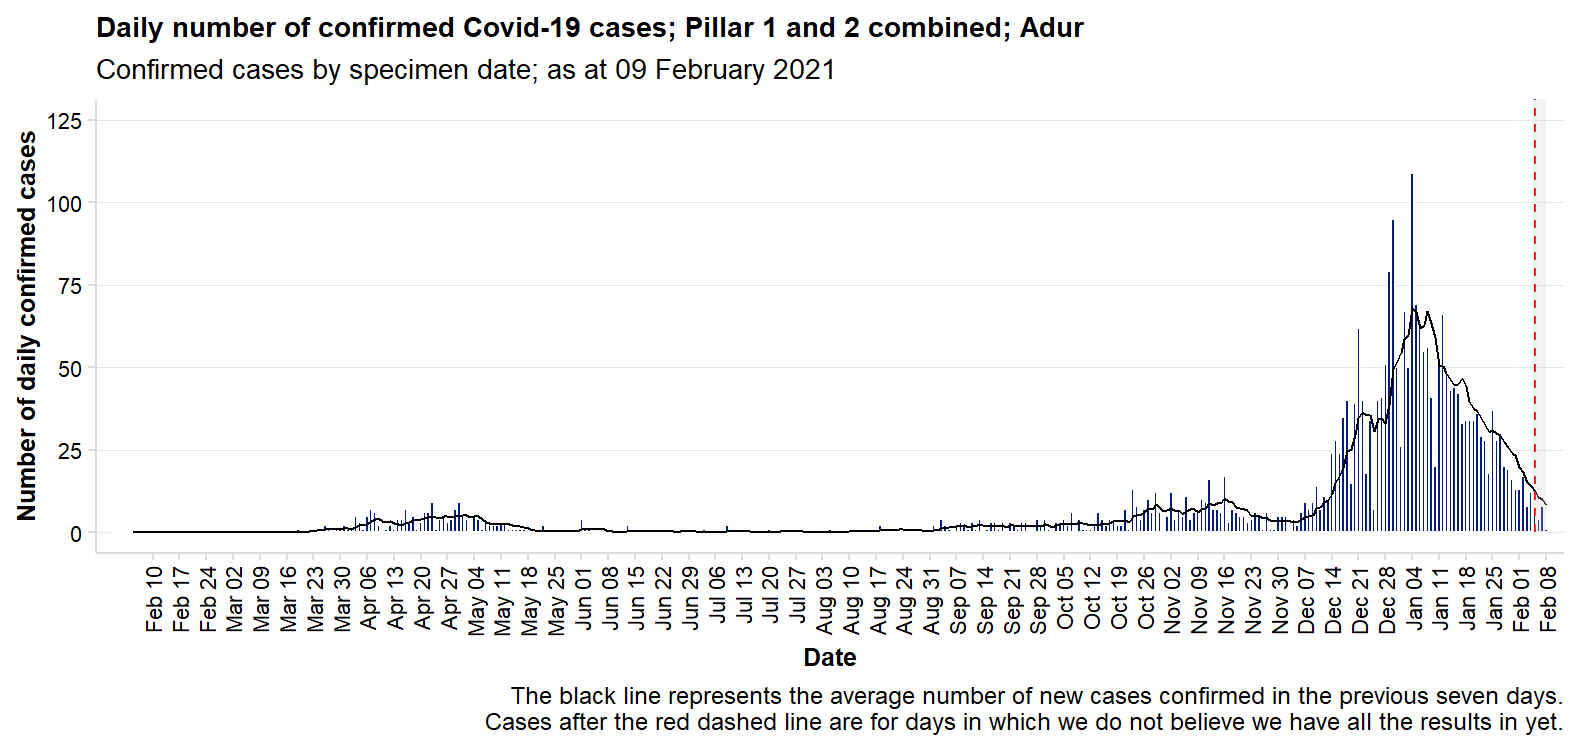 Daily number of confirmed Covid-19 cases; Pillar 1 and 2 combined; Adur
Confirmed cases by specimen date; as at 09 February 2021
Number of daily confirmed cases
125
100
75
50
25
0
Feb 10
Feb 17
Feb 24
Mar 02
Mar 09
Mar 16
Mar 23
Mar 30
Apr 06
Apr 13
Apr 20
Apr 27
May 04
May 11
May 18
May 25
Jun 01
Jun 08
Jun 15
Jun 22
Jun 29
Jul 06
Jul 13
Jul 20
Jul 27
Aug 03
Aug 10
Aug 17
Aug 24
Aug 31
Sep 07
Sep 14
Sep 21
Sep 28
Oct 05
Oct 12
Oct 19
Oct 26
Nov 02
Nov 09
Nov 16
Nov 23
Nov 30
Dec 07
Dec 14
Dec 21
Dec 28
Jan 04
Jan 11
Jan 18
Jan 25
Feb 01
Feb 08
Date
The black line represents the average number of new cases confirmed in the previous seven days.
Cases after the red dashed line are for days in which we do not believe we have all the results in yet.